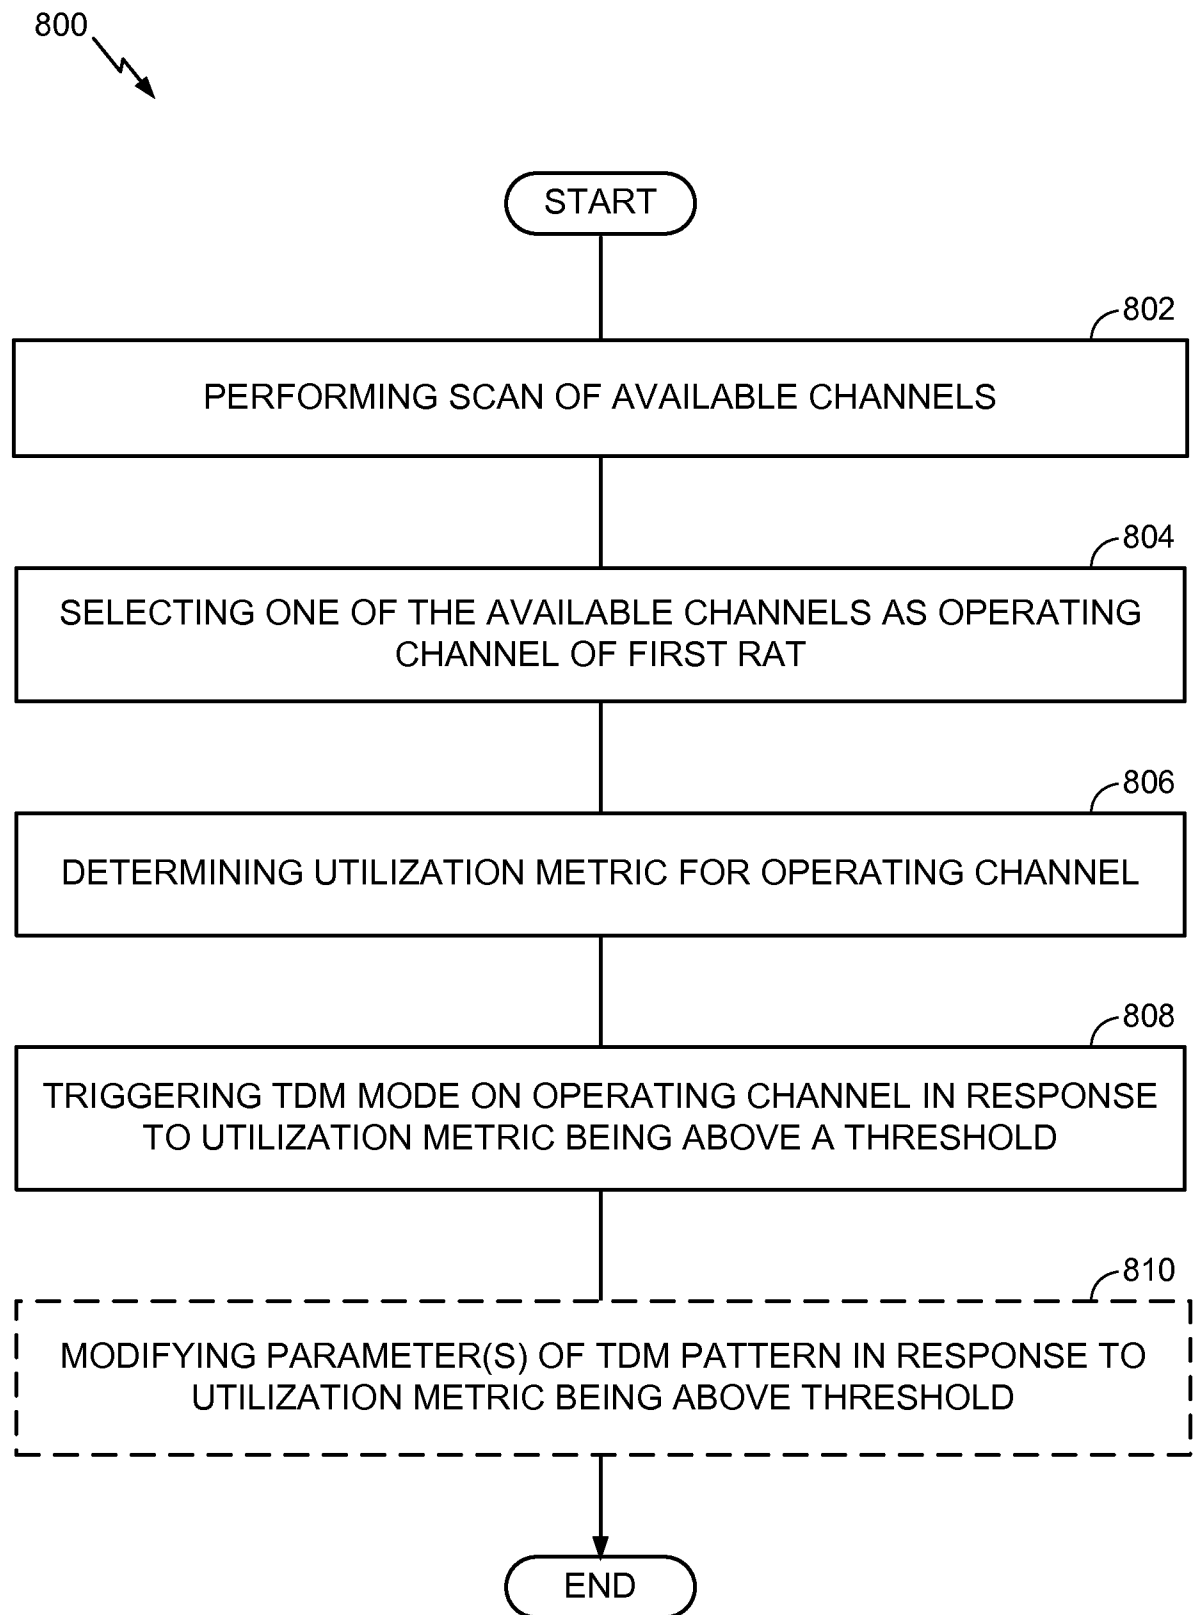 800
START
802
PERFORMING SCAN OF AVAILABLE CHANNELS
804
SELECTING ONE OF THE AVAILABLE CHANNELS AS OPERATING
CHANNEL OF FIRST RAT
806
DETERMINING UTILIZATION METRIC FOR OPERATING CHANNEL
808
TRIGGERING TDM MODE ON OPERATING CHANNEL IN RESPONSE
TO UTILIZATION METRIC BEING ABOVE A THRESHOLD
810
MODIFYING PARAMETER(S) OF TDM PATTERN IN RESPONSE TO
UTILIZATION METRIC BEING ABOVE THRESHOLD
END